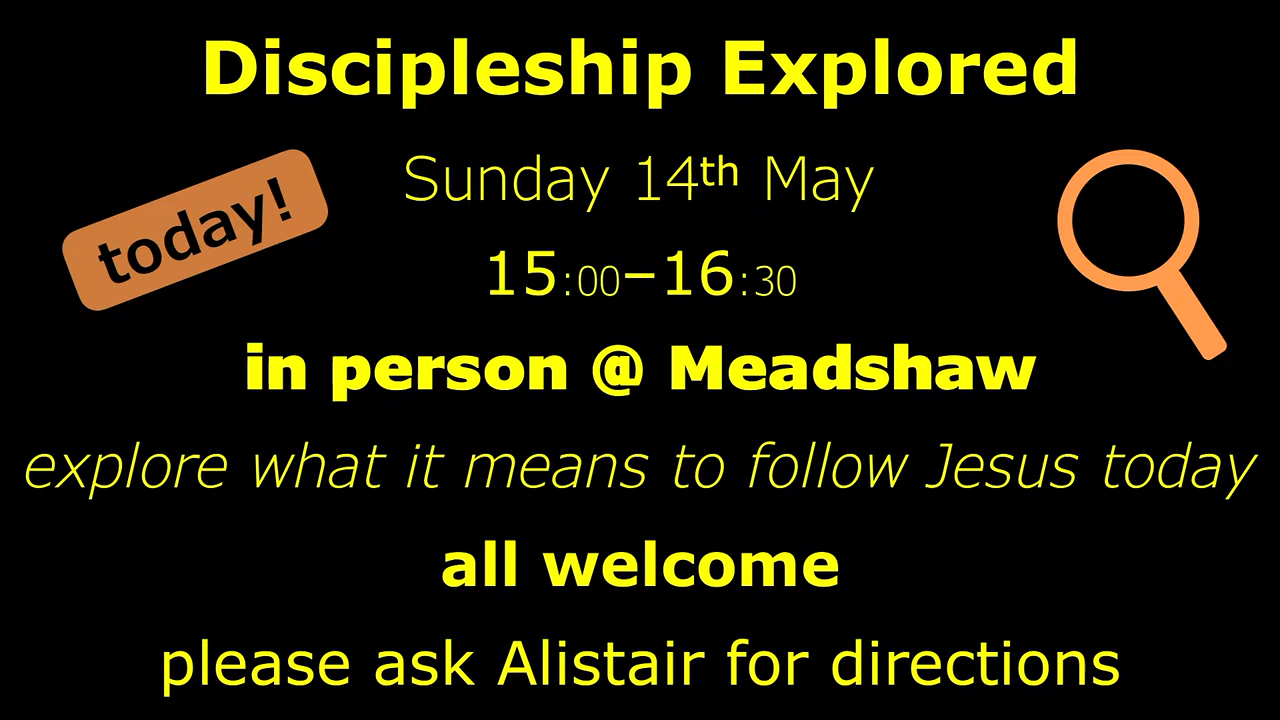 Discipleship Explored
today!
Sunday 14th May
15:00–16:30
in person @ Meadshaw
explore what it means to follow Jesus today
all welcome
please ask Alistair for directions